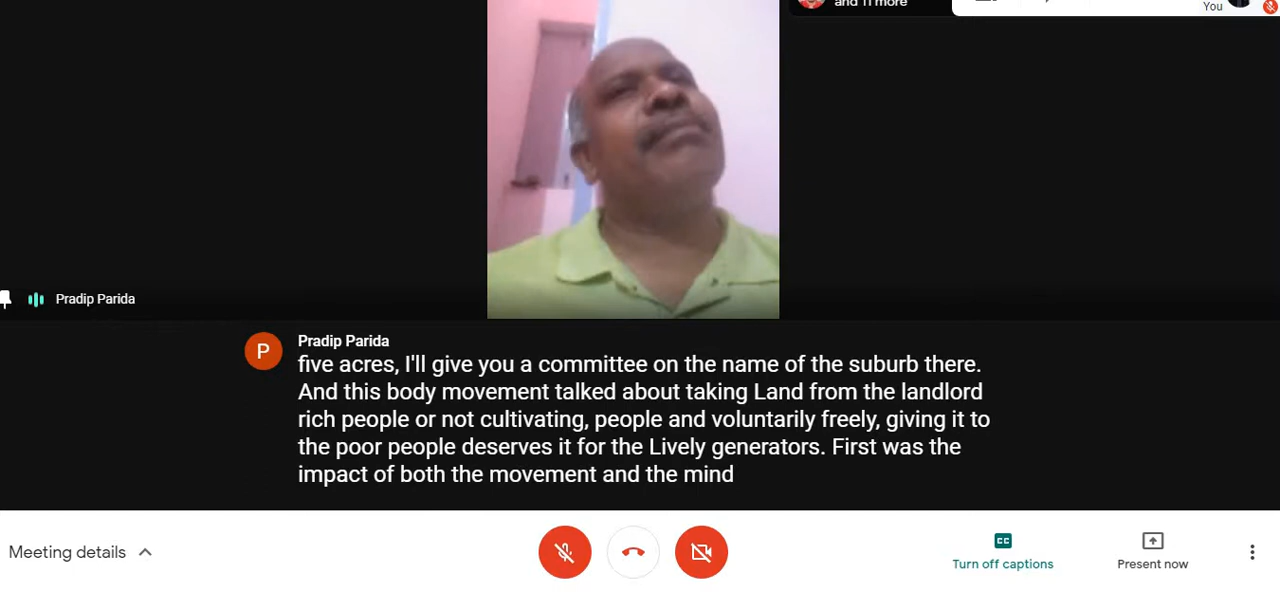 and 11 more
You
Pradip Parida
P
Pradip Parida
five acres, I'll give you a committee on the name of the suburb there.
And this body movement talked about taking Land from the landlord
rich people or not cultivating, people and voluntarily freely, giving it to
the poor people deserves it for the Lively generators. First was the
impact of both the movement and the mind
Meeting details
CC
Turn off captions
Present now